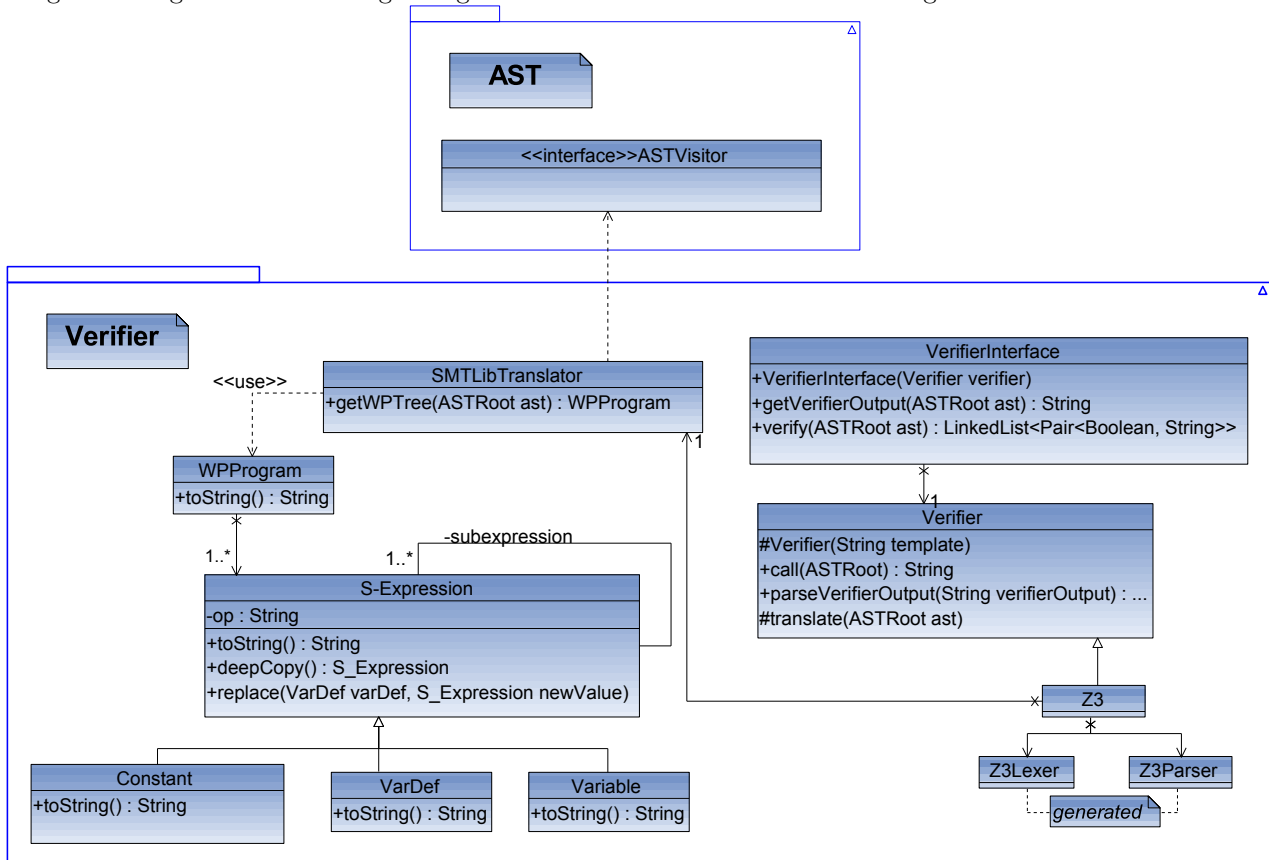 AST
<<interface>>ASTVisitor
Verifier
<<use>>
SMTLibTranslator
+getWPTree(ASTRoot ast) : WPProgram
1
VerifierInterface
+VerifierInterface(Verifier verifier)
+getVerifierOutput(ASTRoot ast) : String
+verify(ASTRoot ast) : LinkedList<Pair<Boolean, String>>
1
WPProgram
+toString() : String
1..*
1..*
-subexpression
S-Expression
-op : String
+toString() : String
+deepCopy() : S_Expression
+replace(VarDef varDef, S_Expression newValue)
Verifier
#Verifier(String template)
+call(ASTRoot) : String
+parseVerifierOutput(String verifierOutput) : ...
#translate(ASTRoot ast)
Z3
Z3Lexer
Z3Parser
generated
Constant
+toString() : String
VarDef
+toString() : String
Variable
+toString() : String